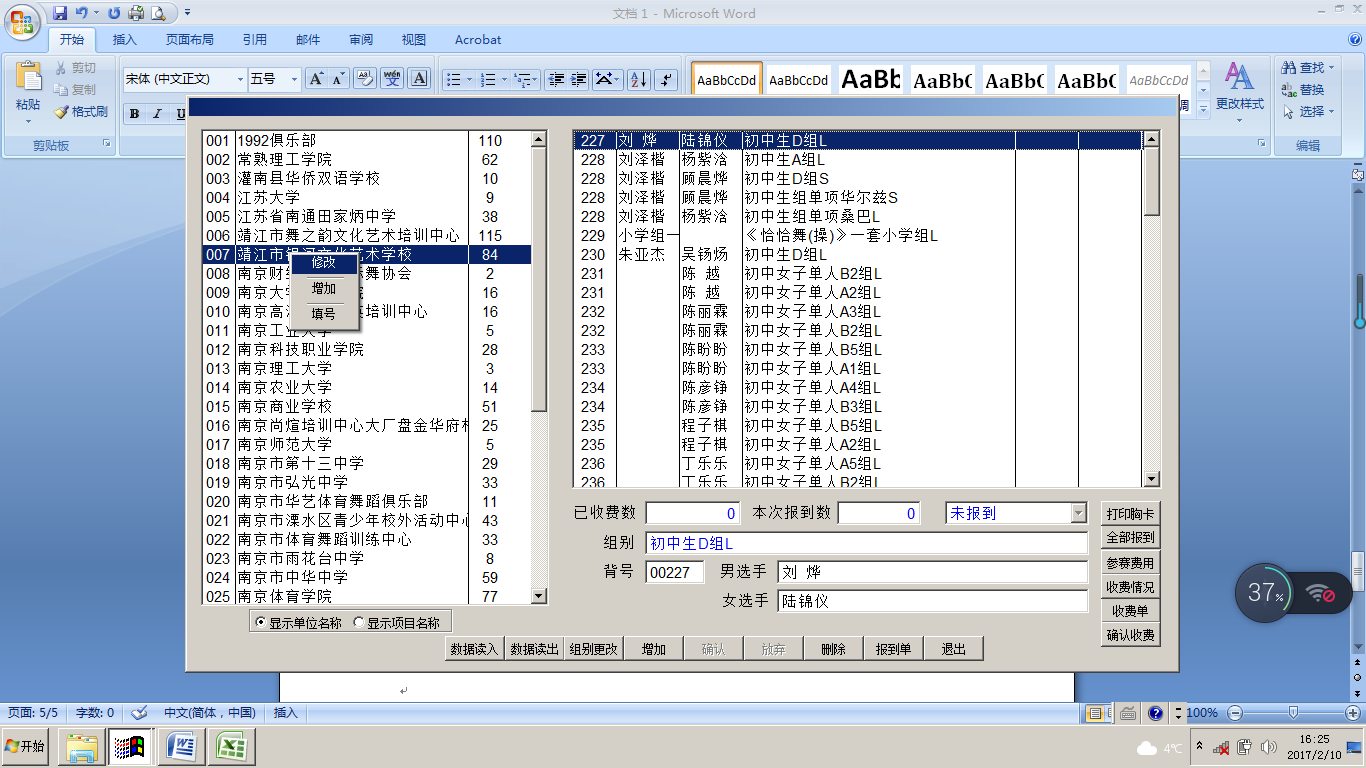 文档 1 - Microsoft Word
开始 插入 页面布局 引用 邮件 审阅 视图 Acrobat
粘贴 剪切 复制 格式刷
剪贴板
宋体 (中文正文) 五号
B I U
AaBbCcDd AaBbCcDd AaBb AaBbC AaBbC AaBbC AaBbCcDd
更改样式
查找 替换 选择
编辑
001 1992俱乐部 110
002 常熟理工学院 62
003 灌南县华侨双语学校 10
004 江苏大学 9
005 江苏省南通田家炳中学 38
006 靖江市舞之韵文化艺术培训中心 115
007 靖江市银河文化艺术学校 84
008 南京财 舞协会 2
009 南京大 16
010 南京高 培训中心 16
011 南京工业大学 5
012 南京科技职业学院 28
013 南京理工大学 3
014 南京农业大学 14
015 南京商业学校 51
016 南京尚煊培训中心大厂盘金华府校 25
017 南京师范大学 5
018 南京市第十三中学 29
019 南京市弘光中学 33
020 南京市华艺体育舞蹈俱乐部 11
021 南京市溧水区青少年校外活动中心 43
022 南京市体育舞蹈训练中心 33
023 南京市雨花台中学 8
024 南京市中华中学 59
025 南京体育学院 77
修改
增加
填号
227 刘 烨 陆锦仪 初中生D组L
228 刘泽楷 杨紫浛 初中生A组L
228 刘泽楷 顾晨烨 初中生D组S
228 刘泽楷 顾晨烨 初中生组单项华尔兹S
228 刘泽楷 杨紫浛 初中生组单项桑巴L
229 小学组一 《恰恰舞(操)》一套小学组L
230 朱亚杰 吴钖炀 初中生D组L
231 陈 越 初中女子单人B2组L
231 陈 越 初中女子单人A2组L
232 陈丽霖 初中女子单人A3组L
232 陈丽霖 初中女子单人B2组L
233 陈盼盼 初中女子单人B5组L
233 陈盼盼 初中女子单人A1组L
234 陈彦铮 初中女子单人A4组L
234 陈彦铮 初中女子单人B3组L
235 程子棋 初中女子单人B5组L
235 程子棋 初中女子单人A2组L
236 丁乐乐 初中女子单人A5组L
236 丁乐乐 初中女子单人B2组L
已收费数 0 本次报到数 0 未报到
组别 初中生D组L
背号 00227 男选手 刘 烨
女选手 陆锦仪
打印胸卡
全部报到
参赛费用
收费情况
收费单
确认收费
显示单位名称 显示项目名称
数据读入 数据读出 组别更改 增加 确认 放弃 删除 报到单 退出
37%
页面: 5/5 字数: 0 中文(简体，中国) 插入 100%
开始 4℃ 16:25
2017/2/10